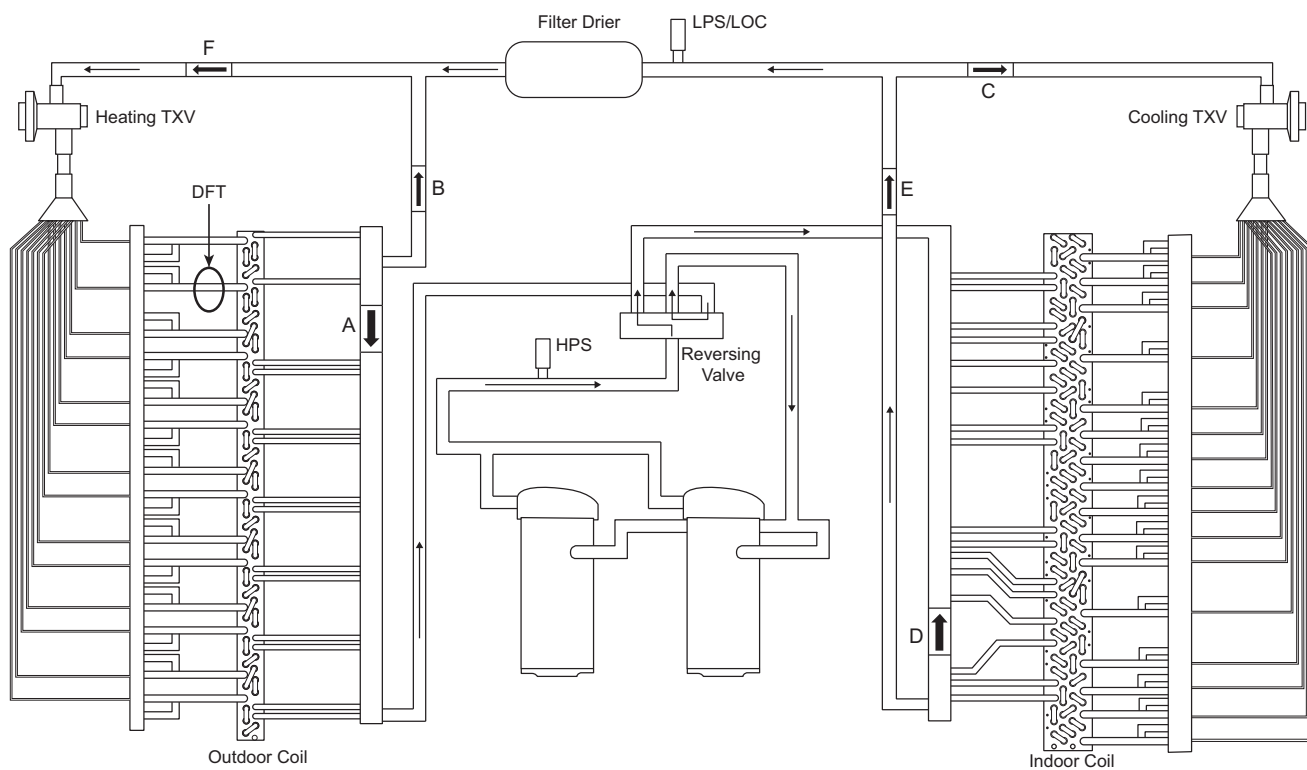 Filter Drier
LPS/LOC
F
C
Heating TXV
Cooling TXV
B
E
DFT
A
HPS
Reversing
Valve
D
Outdoor Coil
Indoor Coil